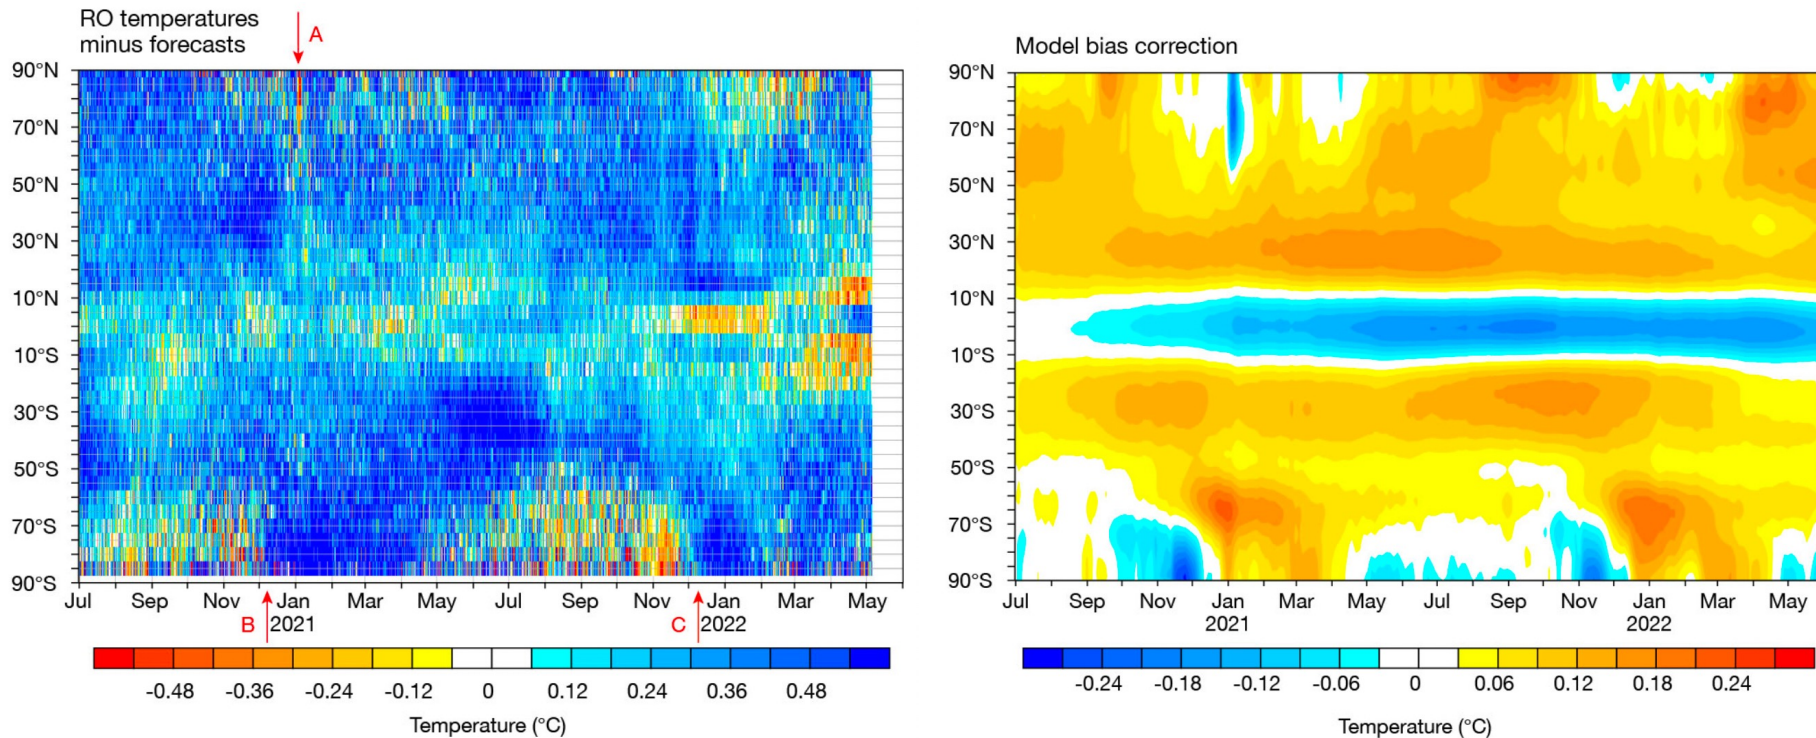 RO temperatures
minus forecasts
A
90°N
70°N
50°N
30°N
10°N
10°S
30°S
50°S
70°S
90°S
Jul Sep Nov Jan Mar May Jul Sep Nov Jan Mar May
B 2021 C 2022
-0.48 -0.36 -0.24 -0.12 0 0.12 0.24 0.36 0.48
Temperature (°C)
Model bias correction
90°N
70°N
50°N
30°N
10°N
10°S
30°S
50°S
70°S
90°S
Jul Sep Nov Jan Mar May Jul Sep Nov Jan Mar May
2021 2022
-0.24 -0.18 -0.12 -0.06 0 0.06 0.12 0.18 0.24
Temperature (°C)